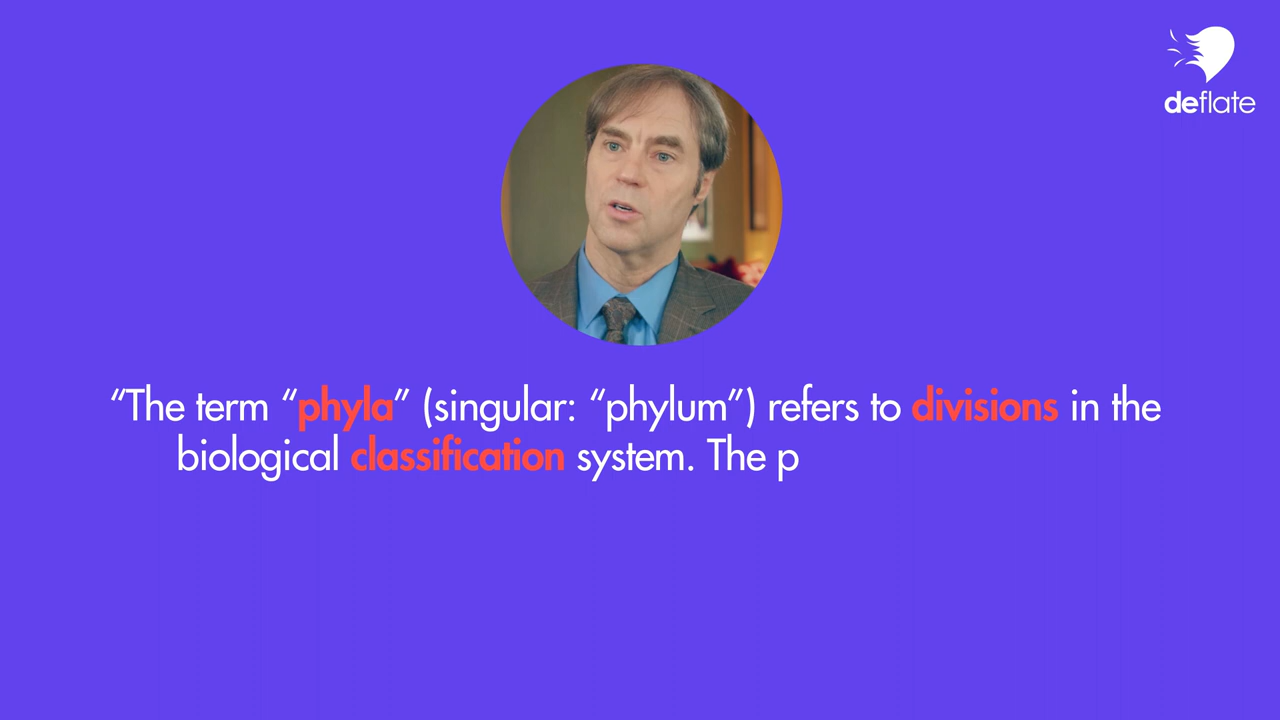 deflate
“The term “phyla” (singular: “phylum”) refers to divisions in the
biological classification system. The p